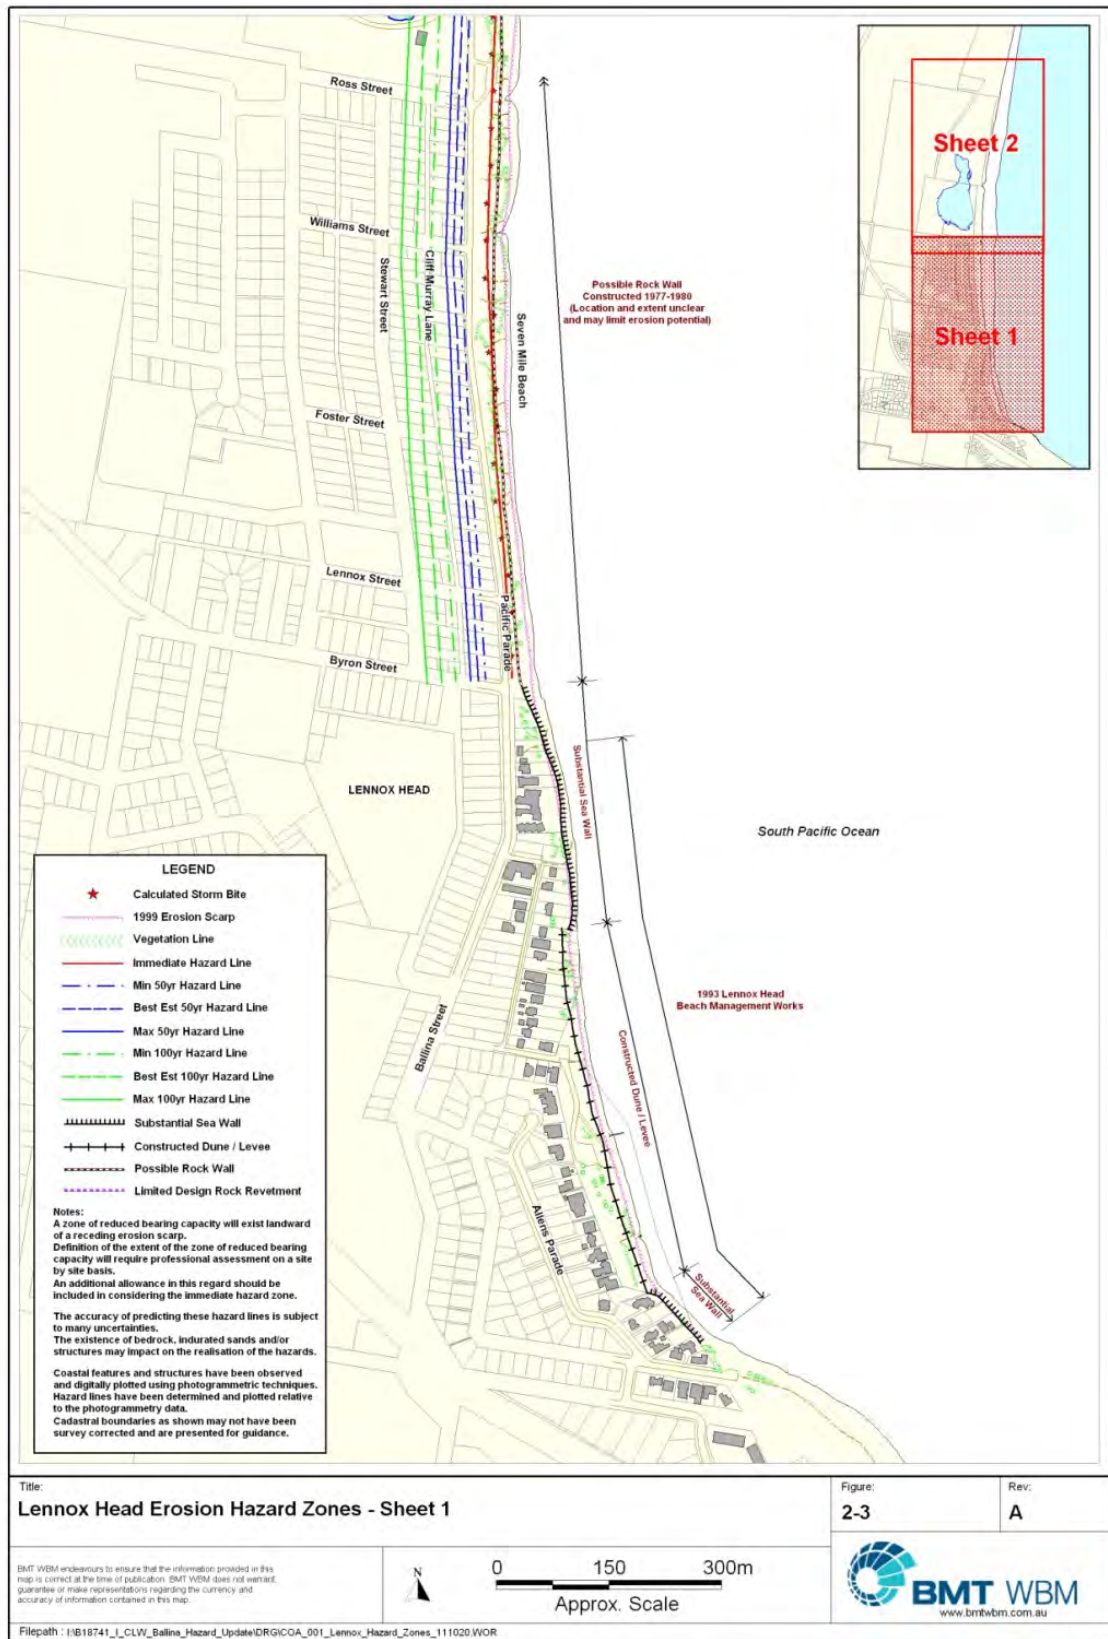 Ross Street
Williams Street
Cliff Murray Lane
Stewart Street
Seven Mile Beach
Possible Rock Wall
Constructed 1977-1980
(Location and extent unclear
and may limit erosion potential)
Sheet 2
Sheet 1
Foster Street
Lennox Street
Pacific Parade
Byron Street
LENNOX HEAD
Substantial Sea Wall
South Pacific Ocean
Ballina Street
1993 Lennox Head
Beach Management Works
Constructed Dune / Levee
Allens Parade
Substantial
Sea Wall
LEGEND
Calculated Storm Bite
1999 Erosion Scarp
Vegetation Line
Immediate Hazard Line
Min 50yr Hazard Line
Best Est 50yr Hazard Line
Max 50yr Hazard Line
Min 100yr Hazard Line
Best Est 100yr Hazard Line
Max 100yr Hazard Line
Substantial Sea Wall
Constructed Dune / Levee
Possible Rock Wall
Limited Design Rock Revetment
Notes:
A zone of reduced bearing capacity will exist landward
of a receding erosion scarp.
Definition of the extent of the zone of reduced bearing
capacity will require professional assessment on a site
by site basis.
An additional allowance in this regard should be
included in considering the immediate hazard zone.
The accuracy of predicting these hazard lines is subject
to many uncertainties.
The existence of bedrock, indurated sands and/or
structures may impact on the realisation of the hazards.
Coastal features and structures have been observed
and digitally plotted using photogrammetric techniques.
Hazard lines have been determined and plotted relative
to the photogrammetry data.
Cadastral boundaries as shown may not have been
survey corrected and are presented for guidance.
Title:
Lennox Head Erosion Hazard Zones - Sheet 1
Figure:
2-3
Rev:
A
BMT WBM endeavours to ensure that the information provided in this
map is correct at the time of publication. BMT WBM does not warrant,
guarantee or make representations regarding the currency and
accuracy of information contained in this map.
N
0 150 300m
Approx. Scale
BMT WBM
www.bmtwbm.com.au
Filepath : I:\B18741_I_CLW_Ballina_Hazard_Update\DRG\COA_001_Lennox_Hazard_Zones_111020.WOR